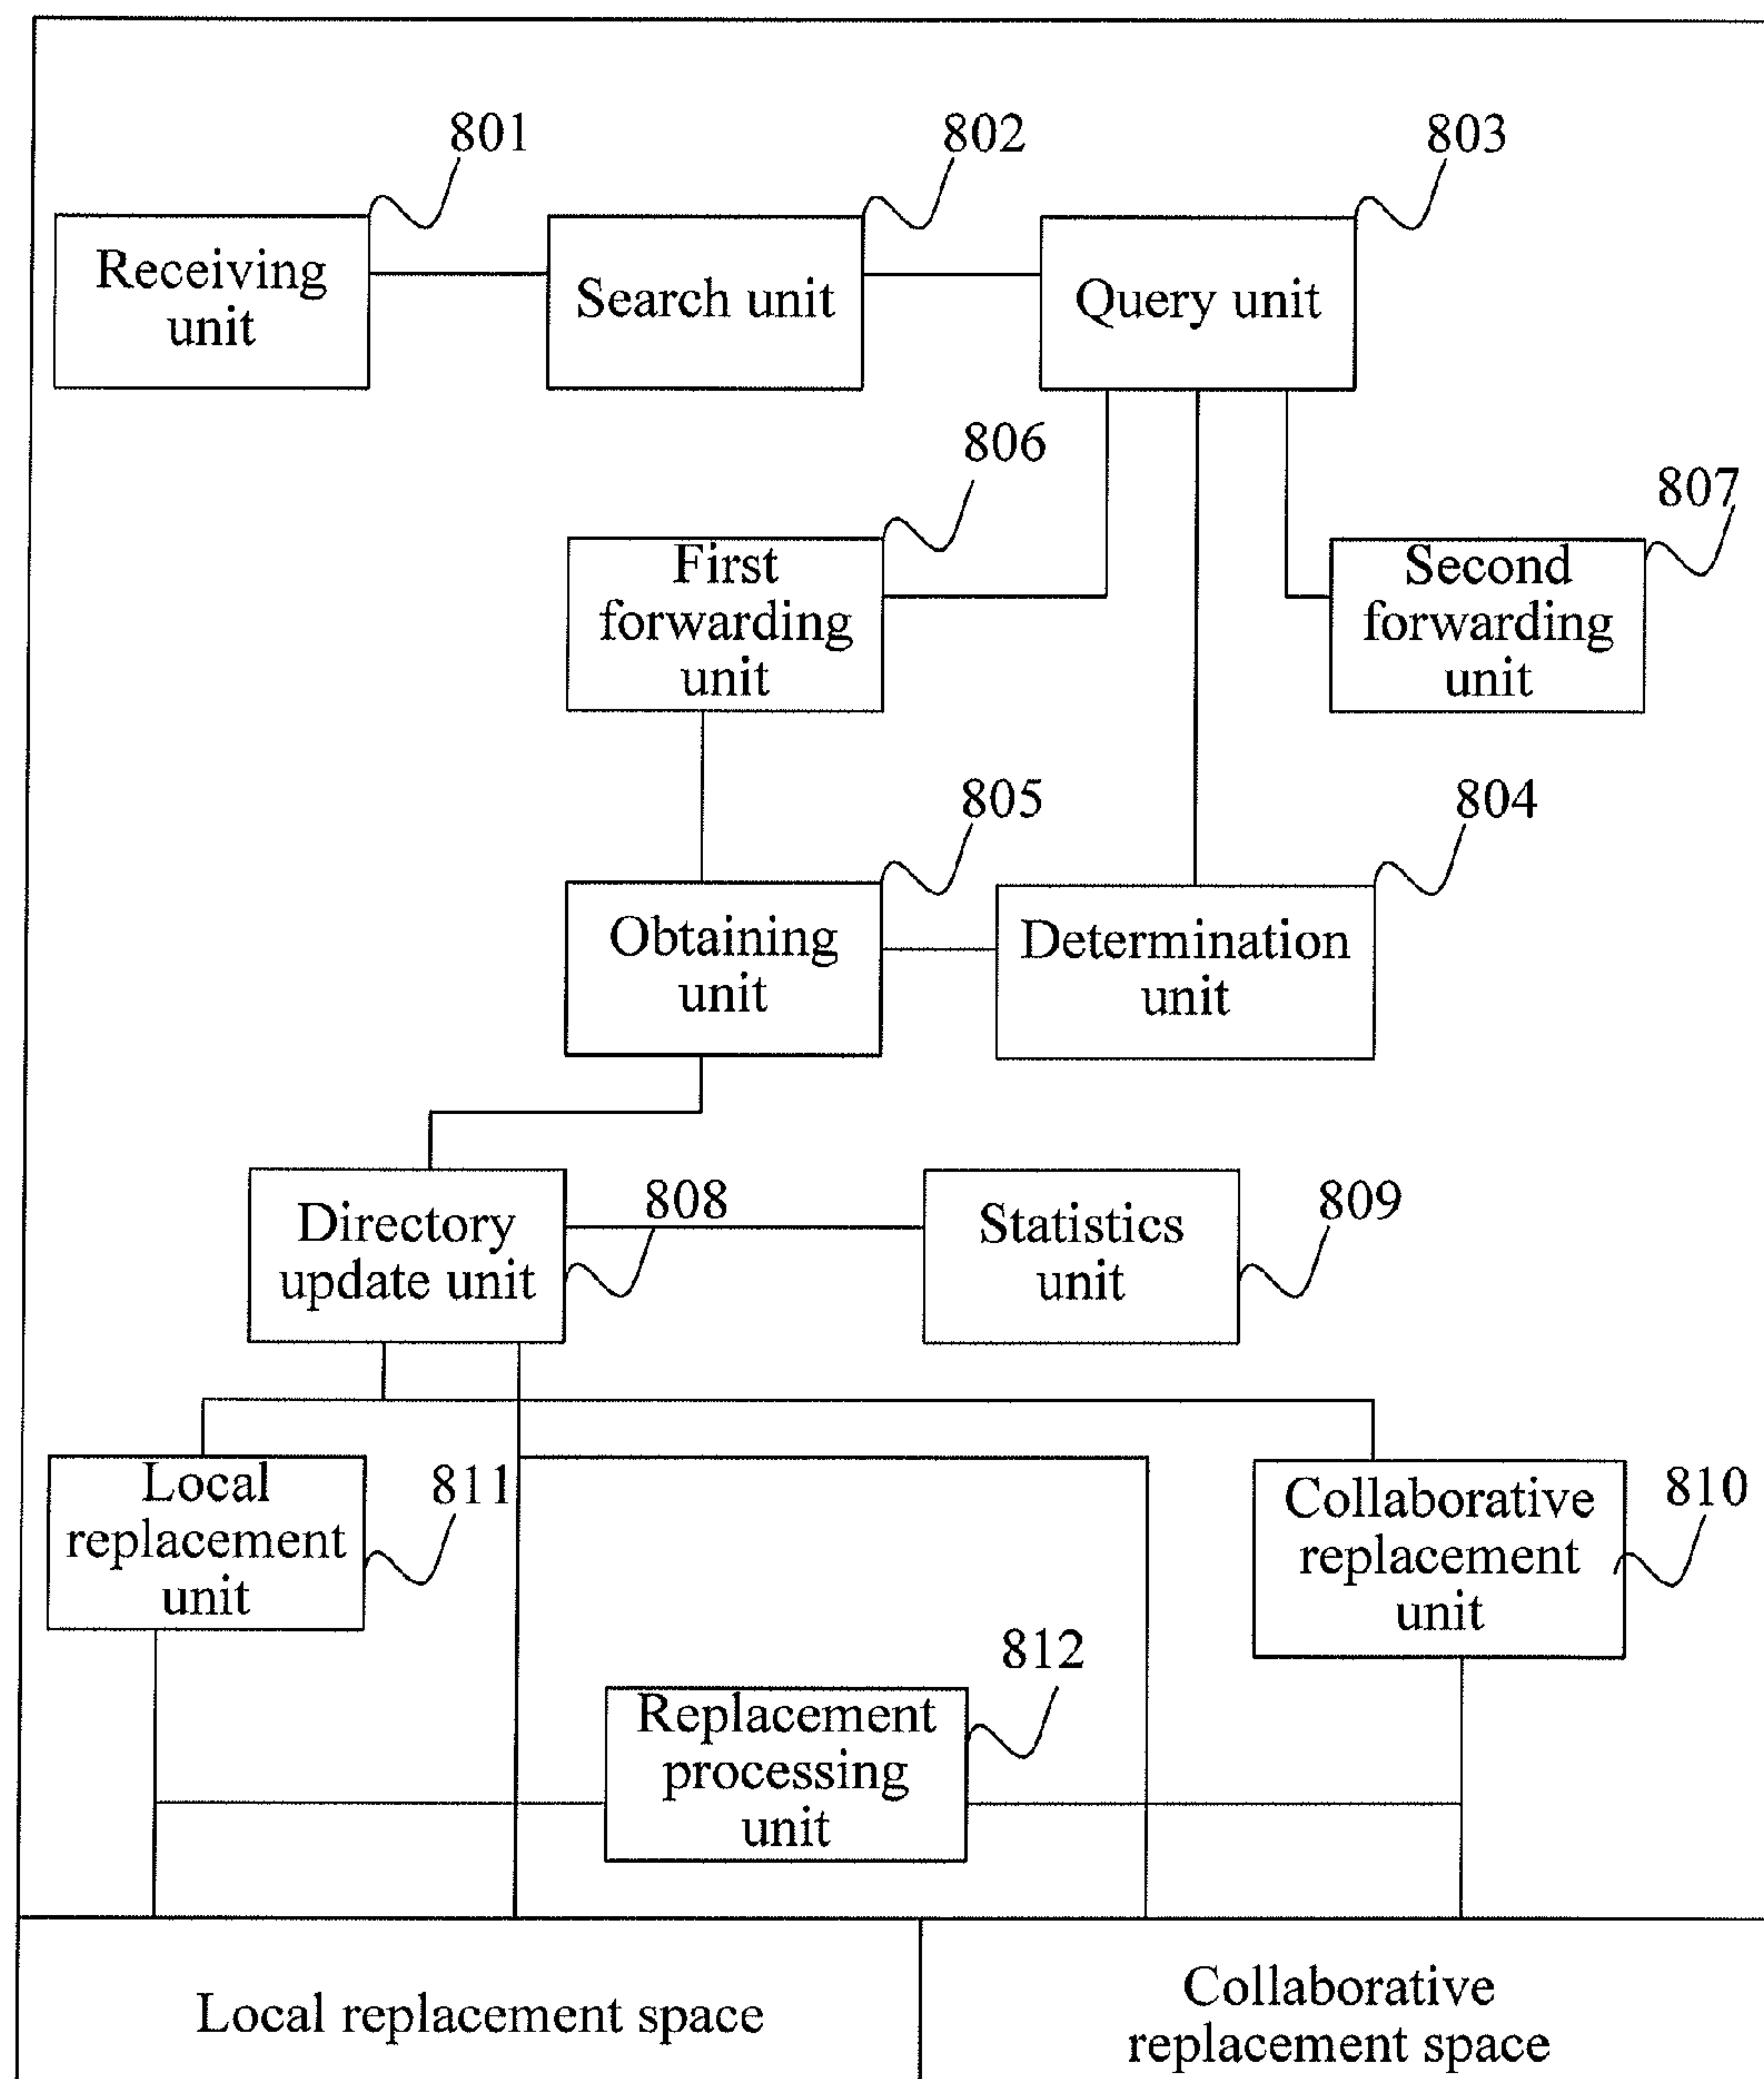 801
802
803
Receiving
unit
Search unit
Query unit
806
807
First
forwarding
unit
Second
forwarding
unit
805
804
Obtaining
unit
Determination
unit
808
809
Directory
update unit
Statistics
unit
811
810
Local
replacement
unit
Collaborative
replacement
unit
812
Replacement
processing
unit
Local replacement space
Collaborative
replacement space